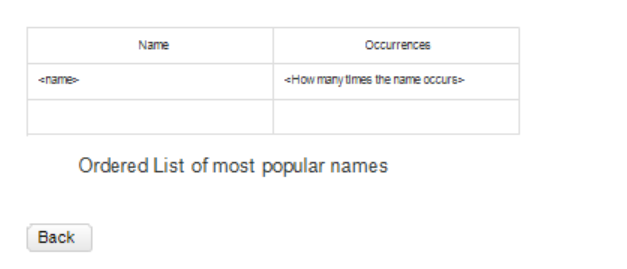 Name Occurrences
<name> <How many times the name occurs>
Ordered List of most popular names
Back